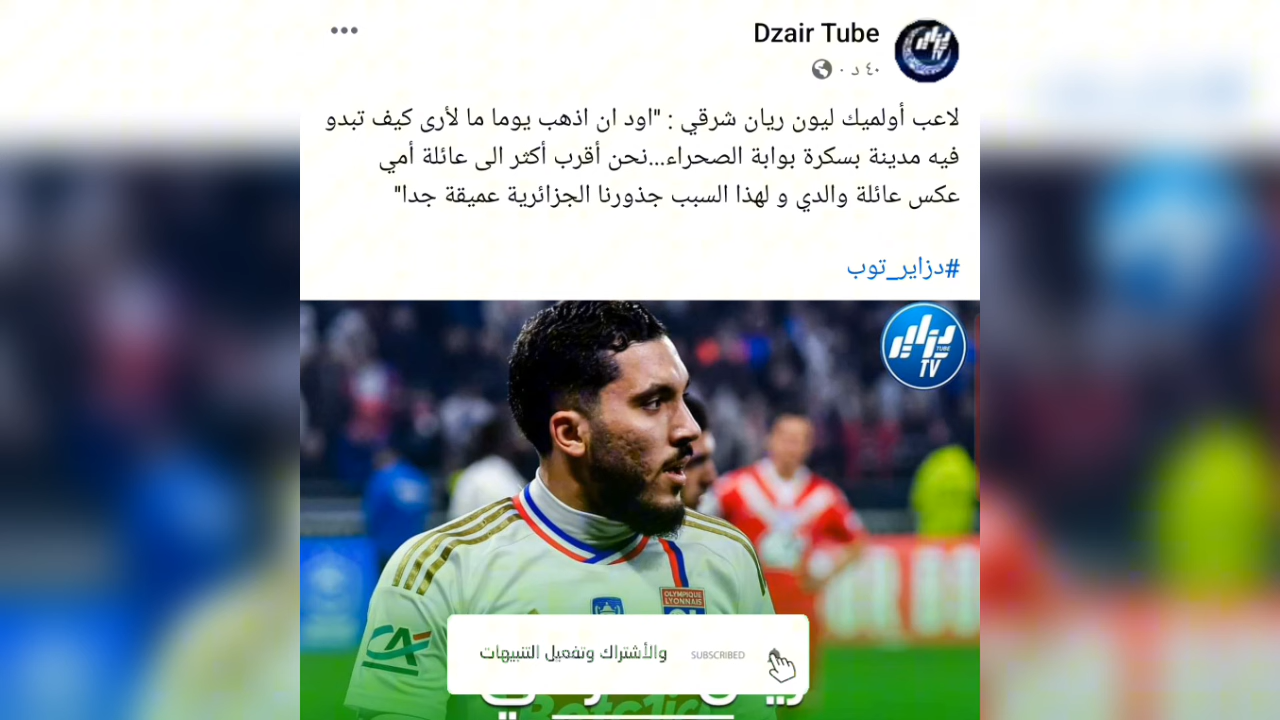 Dzair Tube
٤٠ د ·
لاعب أولميك ليون ريان شرقي : "اود ان اذهب يوما ما لأرى كيف تبدو
فيه مدينة بسكرة بوابة الصحراء...نحن أقرب أكثر الى عائلة أمي
عكس عائلة والدي و لهذا السبب جذورنا الجزائرية عميقة جدا"
#دزاير_توب
TUBE
TV
OLYMPIQUE
LYONNAIS
CA
والأشتراك وتفعيل التنبيهات
SUBSCRIBED